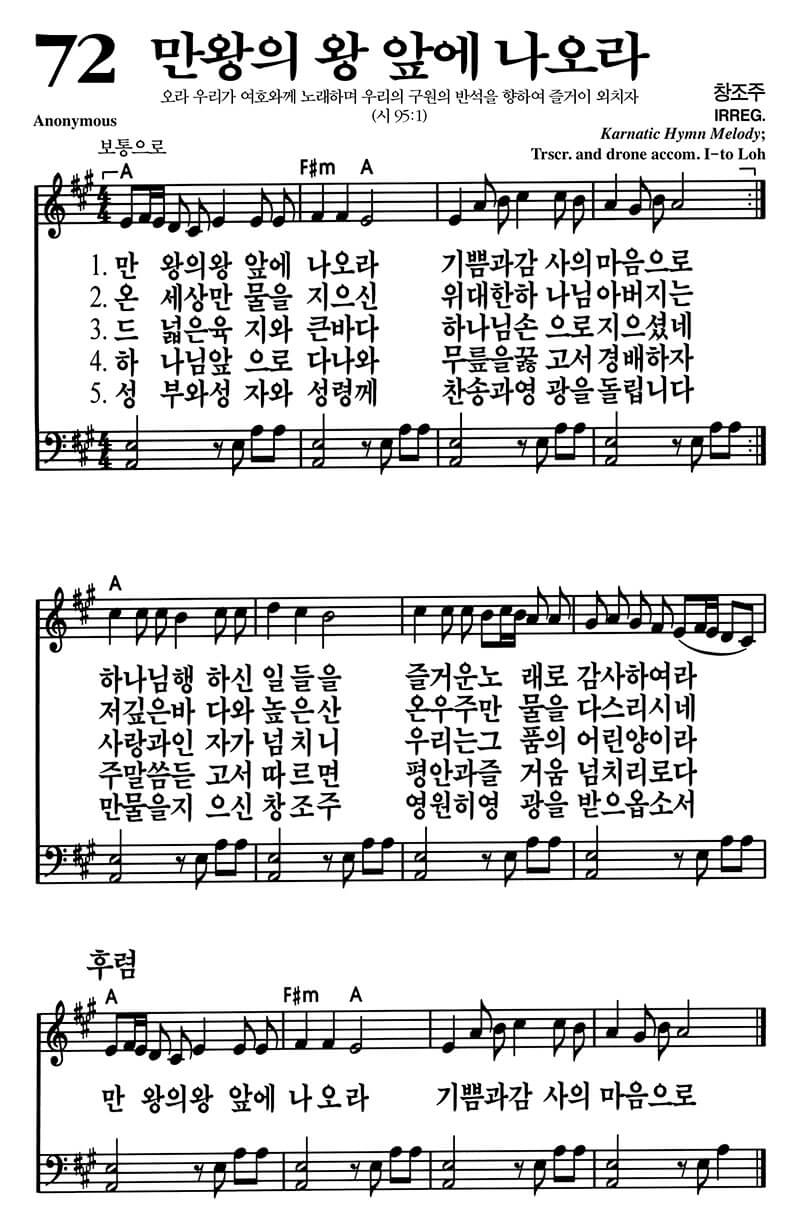 72 만왕의 왕 앞에 나오라
오라 우리가 여호와께 노래하며 우리의 구원의 반석을 향하여 즐거이 외치자
(시 95:1)
창조주
IRREG.
Anonymous
Karnatic Hymn Melody;
Trscr. and drone accom. I-to Loh
보통으로
A F#m A
1. 만 왕의왕 앞에 나오라 기쁨과감 사의마음으로
2. 온 세상만 물을 지으신 위대한하 나님아버지는
3. 드 넓은육 지와 큰바다 하나님손 으로지으셨네
4. 하 나님앞 으로 다나와 무릎을꿇 고서경배하자
5. 성 부와성 자와 성령께 찬송과영 광을돌립니다
A
하나님행 하신 일들을 즐거운노 래로 감사하여라
저깊은바 다와 높은산 온우주만 물을 다스리시네
사랑과인 자가 넘치니 우리는그 품의 어린양이라
주말씀듣 고서 따르면 평안과즐 거움 넘치리로다
만물을지 으신 창조주 영원히영 광을 받으옵소서
후렴
A F#m A
만 왕의왕 앞에 나오라 기쁨과감 사의 마음으로